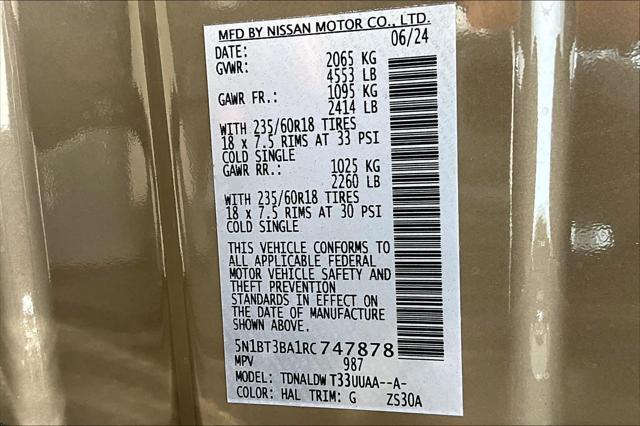 MFD BY NISSAN MOTOR CO., LTD.
DATE: 06/24
GVWR: 2065 KG
4553 LB
GAWR FR.: 1095 KG
2414 LB
WITH 235/60R18 TIRES
18 x 7.5 RIMS AT 33 PSI
COLD SINGLE
GAWR RR.: 1025 KG
2260 LB
WITH 235/60R18 TIRES
18 x 7.5 RIMS AT 30 PSI
COLD SINGLE
THIS VEHICLE CONFORMS TO
ALL APPLICABLE FEDERAL
MOTOR VEHICLE SAFETY AND
THEFT PREVENTION
STANDARDS IN EFFECT ON
THE DATE OF MANUFACTURE
SHOWN ABOVE.
5N1BT3BA1RC747878
MPV 987
MODEL: TDNALDW T33UUAA--A-
COLOR: HAL TRIM: G ZS30A